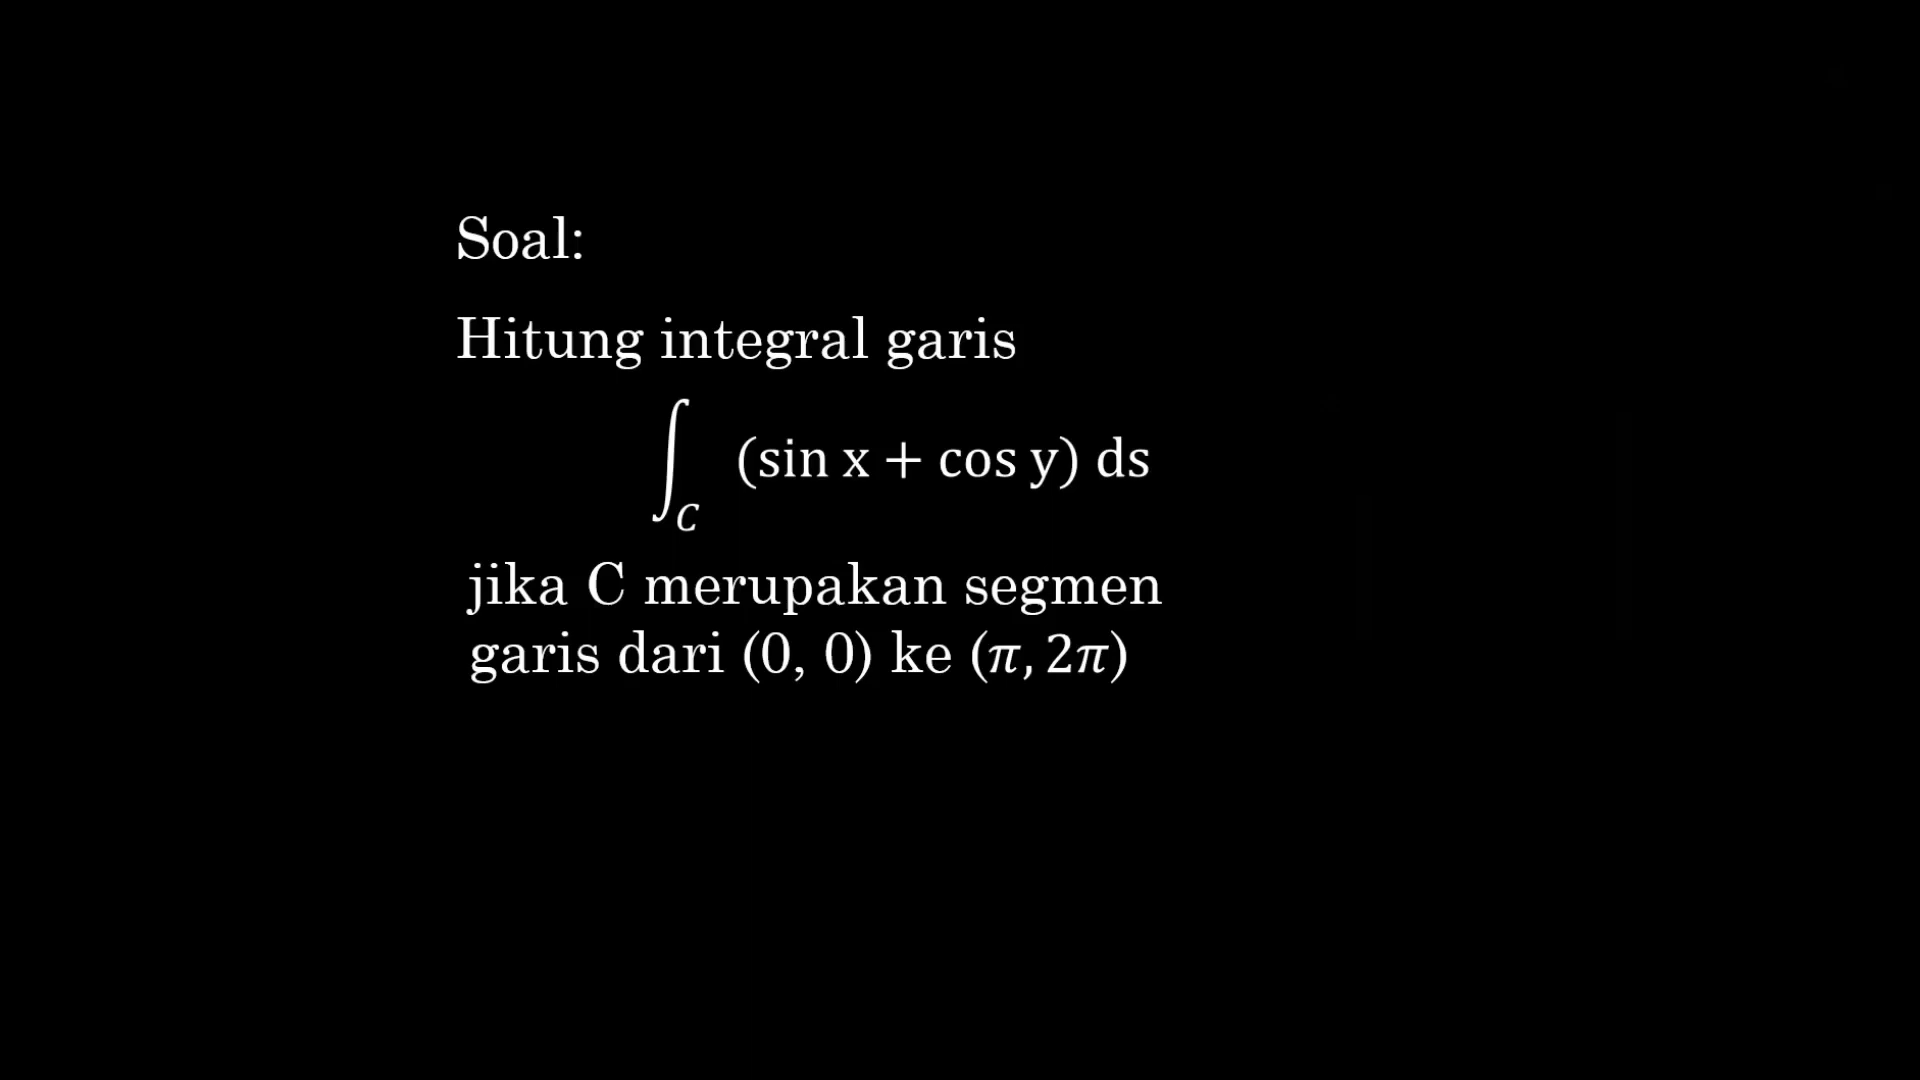 Soal:
Hitung integral garis
∫_C (sin x + cos y) ds
jika C merupakan segmen
garis dari (0, 0) ke (π, 2π)